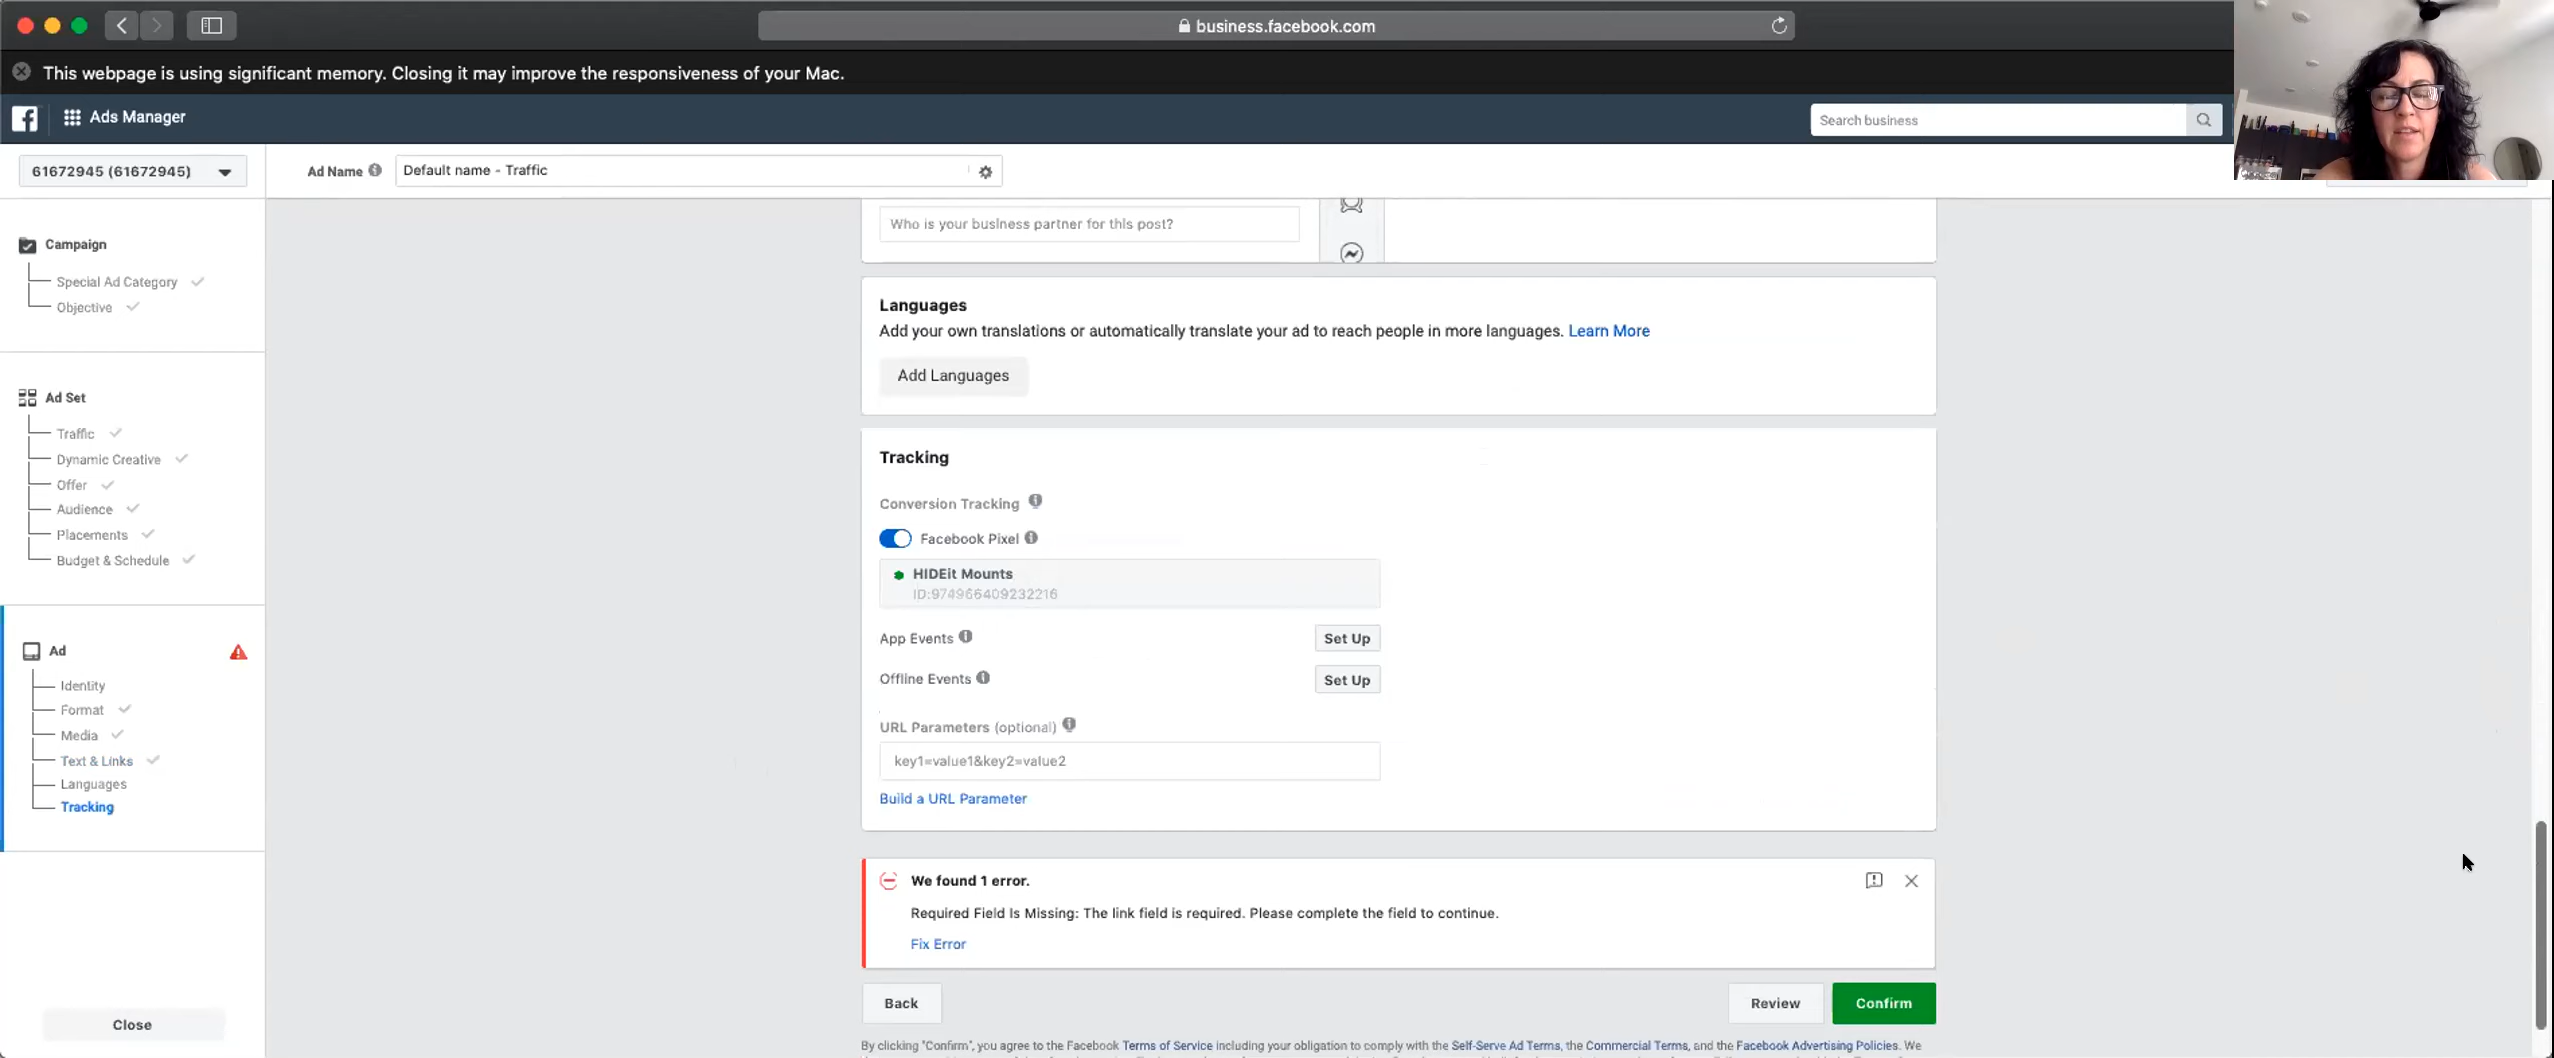 business.facebook.com
This webpage is using significant memory. Closing it may improve the responsiveness of your Mac.
Ads Manager
Search business
61672945 (61672945)
Ad Name
Default name - Traffic
Campaign
Special Ad Category
Objective
Ad Set
Traffic
Dynamic Creative
Offer
Audience
Placements
Budget & Schedule
Ad
Identity
Format
Media
Text & Links
Languages
Tracking
Close
Who is your business partner for this post?
Languages
Add your own translations or automatically translate your ad to reach people in more languages. Learn More
Add Languages
Tracking
Conversion Tracking
Facebook Pixel
HIDEit Mounts
ID:974966409232216
App Events
Set Up
Offline Events
Set Up
URL Parameters (optional)
key1=value1&key2=value2
Build a URL Parameter
We found 1 error.
Required Field Is Missing: The link field is required. Please complete the field to continue.
Fix Error
Back
Review
Confirm
By clicking "Confirm", you agree to the Facebook Terms of Service including your obligation to comply with the Self-Serve Ad Terms, the Commercial Terms, and the Facebook Advertising Policies. We